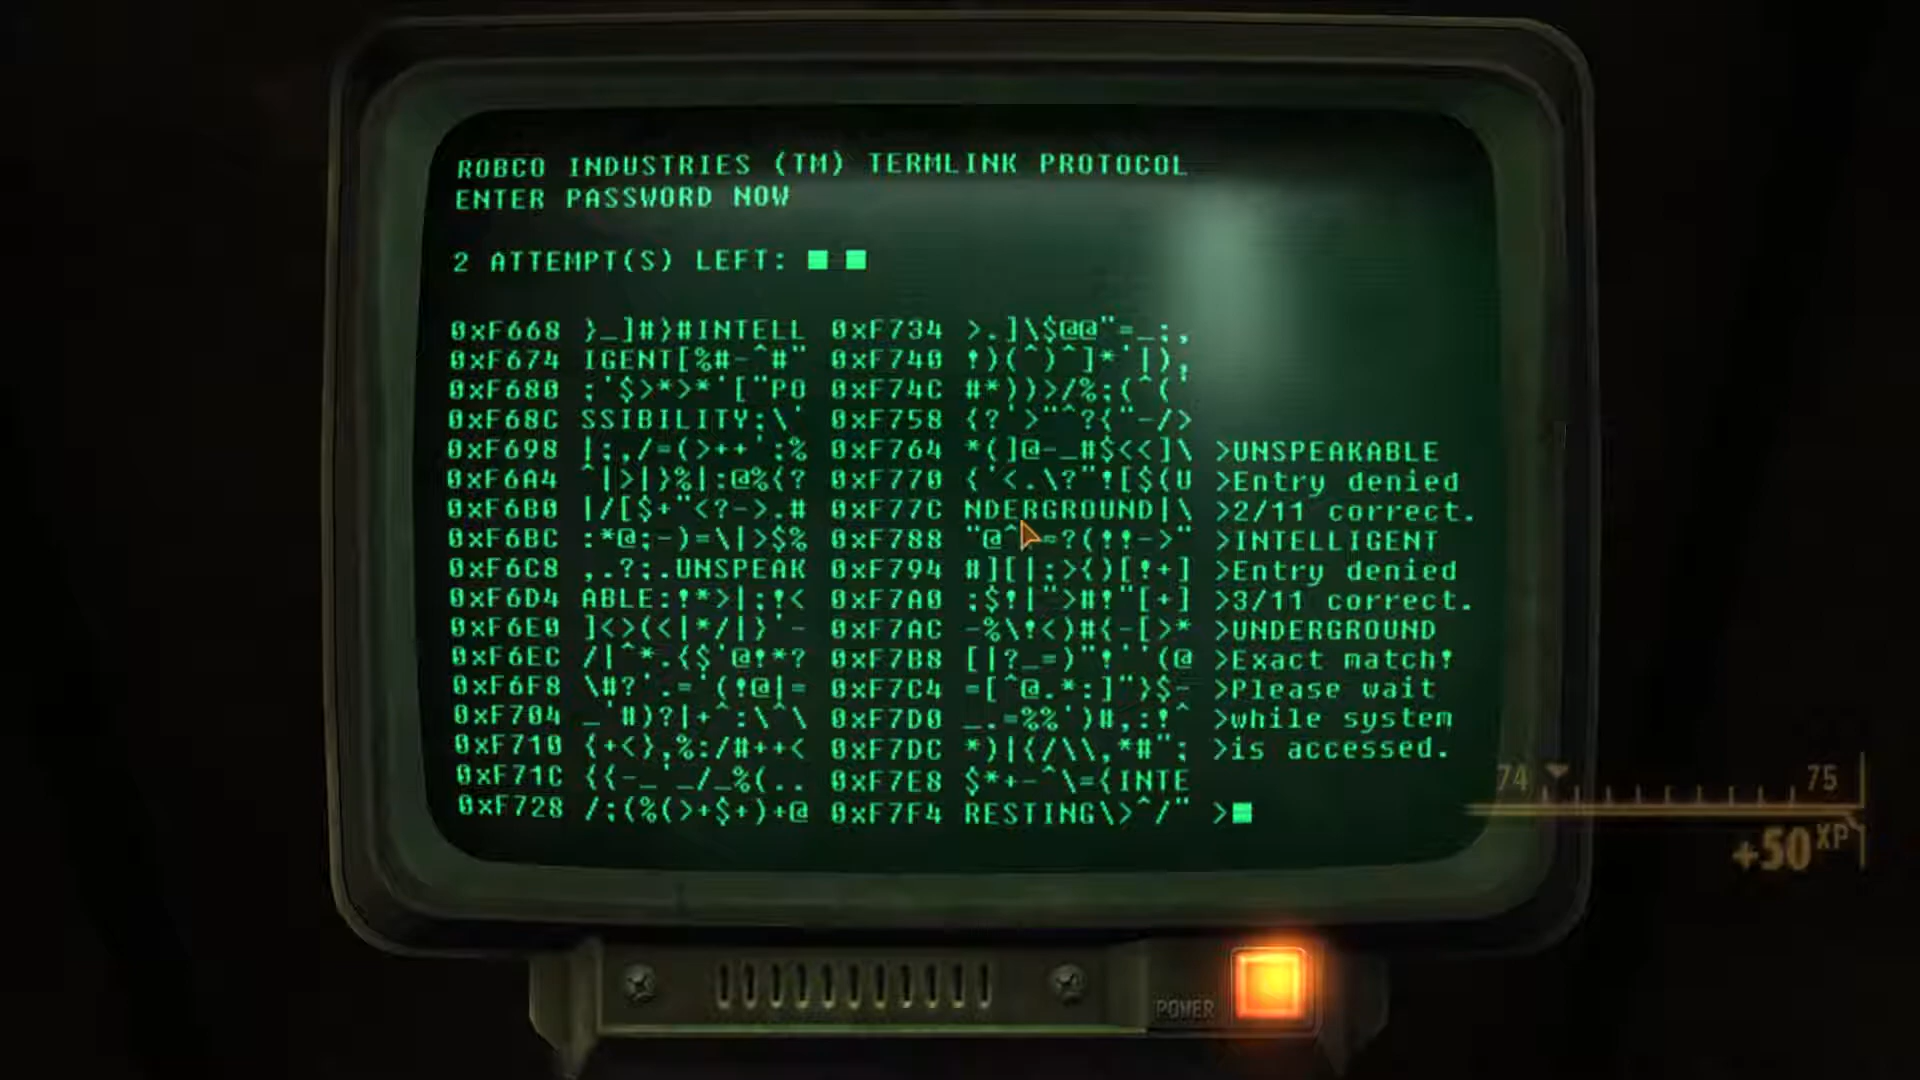 ROBCO INDUSTRIES (TM) TERMLINK PROTOCOL
ENTER PASSWORD NOW
2 ATTEMPT(S) LEFT: ■ ■
0xF668 }_]#}#INTELL 0xF734 >.]\$@@"=_:,
0xF674 IGENT[%#-^#" 0xF740 !)(^)^]*'|),
0xF680 :'$>*>*'["PO 0xF74C #*))>/%:(^('
0xF68C SSIBILITY:\' 0xF758 {?'>"^?{"-/>
0xF698 |:,/=(>++':% 0xF764 *(]@-_#$<<]\ >UNSPEAKABLE
0xF6A4 ^|>|}%|:@%{? 0xF770 {'<.\?"![$(U >Entry denied
0xF6B0 |/[$+"<?->.# 0xF77C NDERGROUND|\ >2/11 correct.
0xF6BC :*@;-)=\|>$% 0xF788 "@^ =?(!!->" >INTELLIGENT
0xF6C8 ,.?;.UNSPEAK 0xF794 #][|:>{)[!+] >Entry denied
0xF6D4 ABLE:!*>|;!< 0xF7A0 :$!|">#!"[+] >3/11 correct.
0xF6E0 ]<>(<|*/|}'- 0xF7AC -%\!<)#{-[>* >UNDERGROUND
0xF6EC /|^*.{$'@!*? 0xF7B8 [|?_=)"!''(@ >Exact match!
0xF6F8 \#?'.='(!@|= 0xF7C4 =[^@.*:]"}$- >Please wait
0xF704 _'#)?|+^:\^\ 0xF7D0 _.=%%')#,:!^ >while system
0xF710 {+<},%:/#++< 0xF7DC *)|{/\\,*#"; >is accessed.
0xF71C {{-_'_/_%(.. 0xF7E8 $*+-^\={INTE
0xF728 /;(%(>+$+)+@ 0xF7F4 RESTING\>^/" >■
74 75
+50 XP
POWER